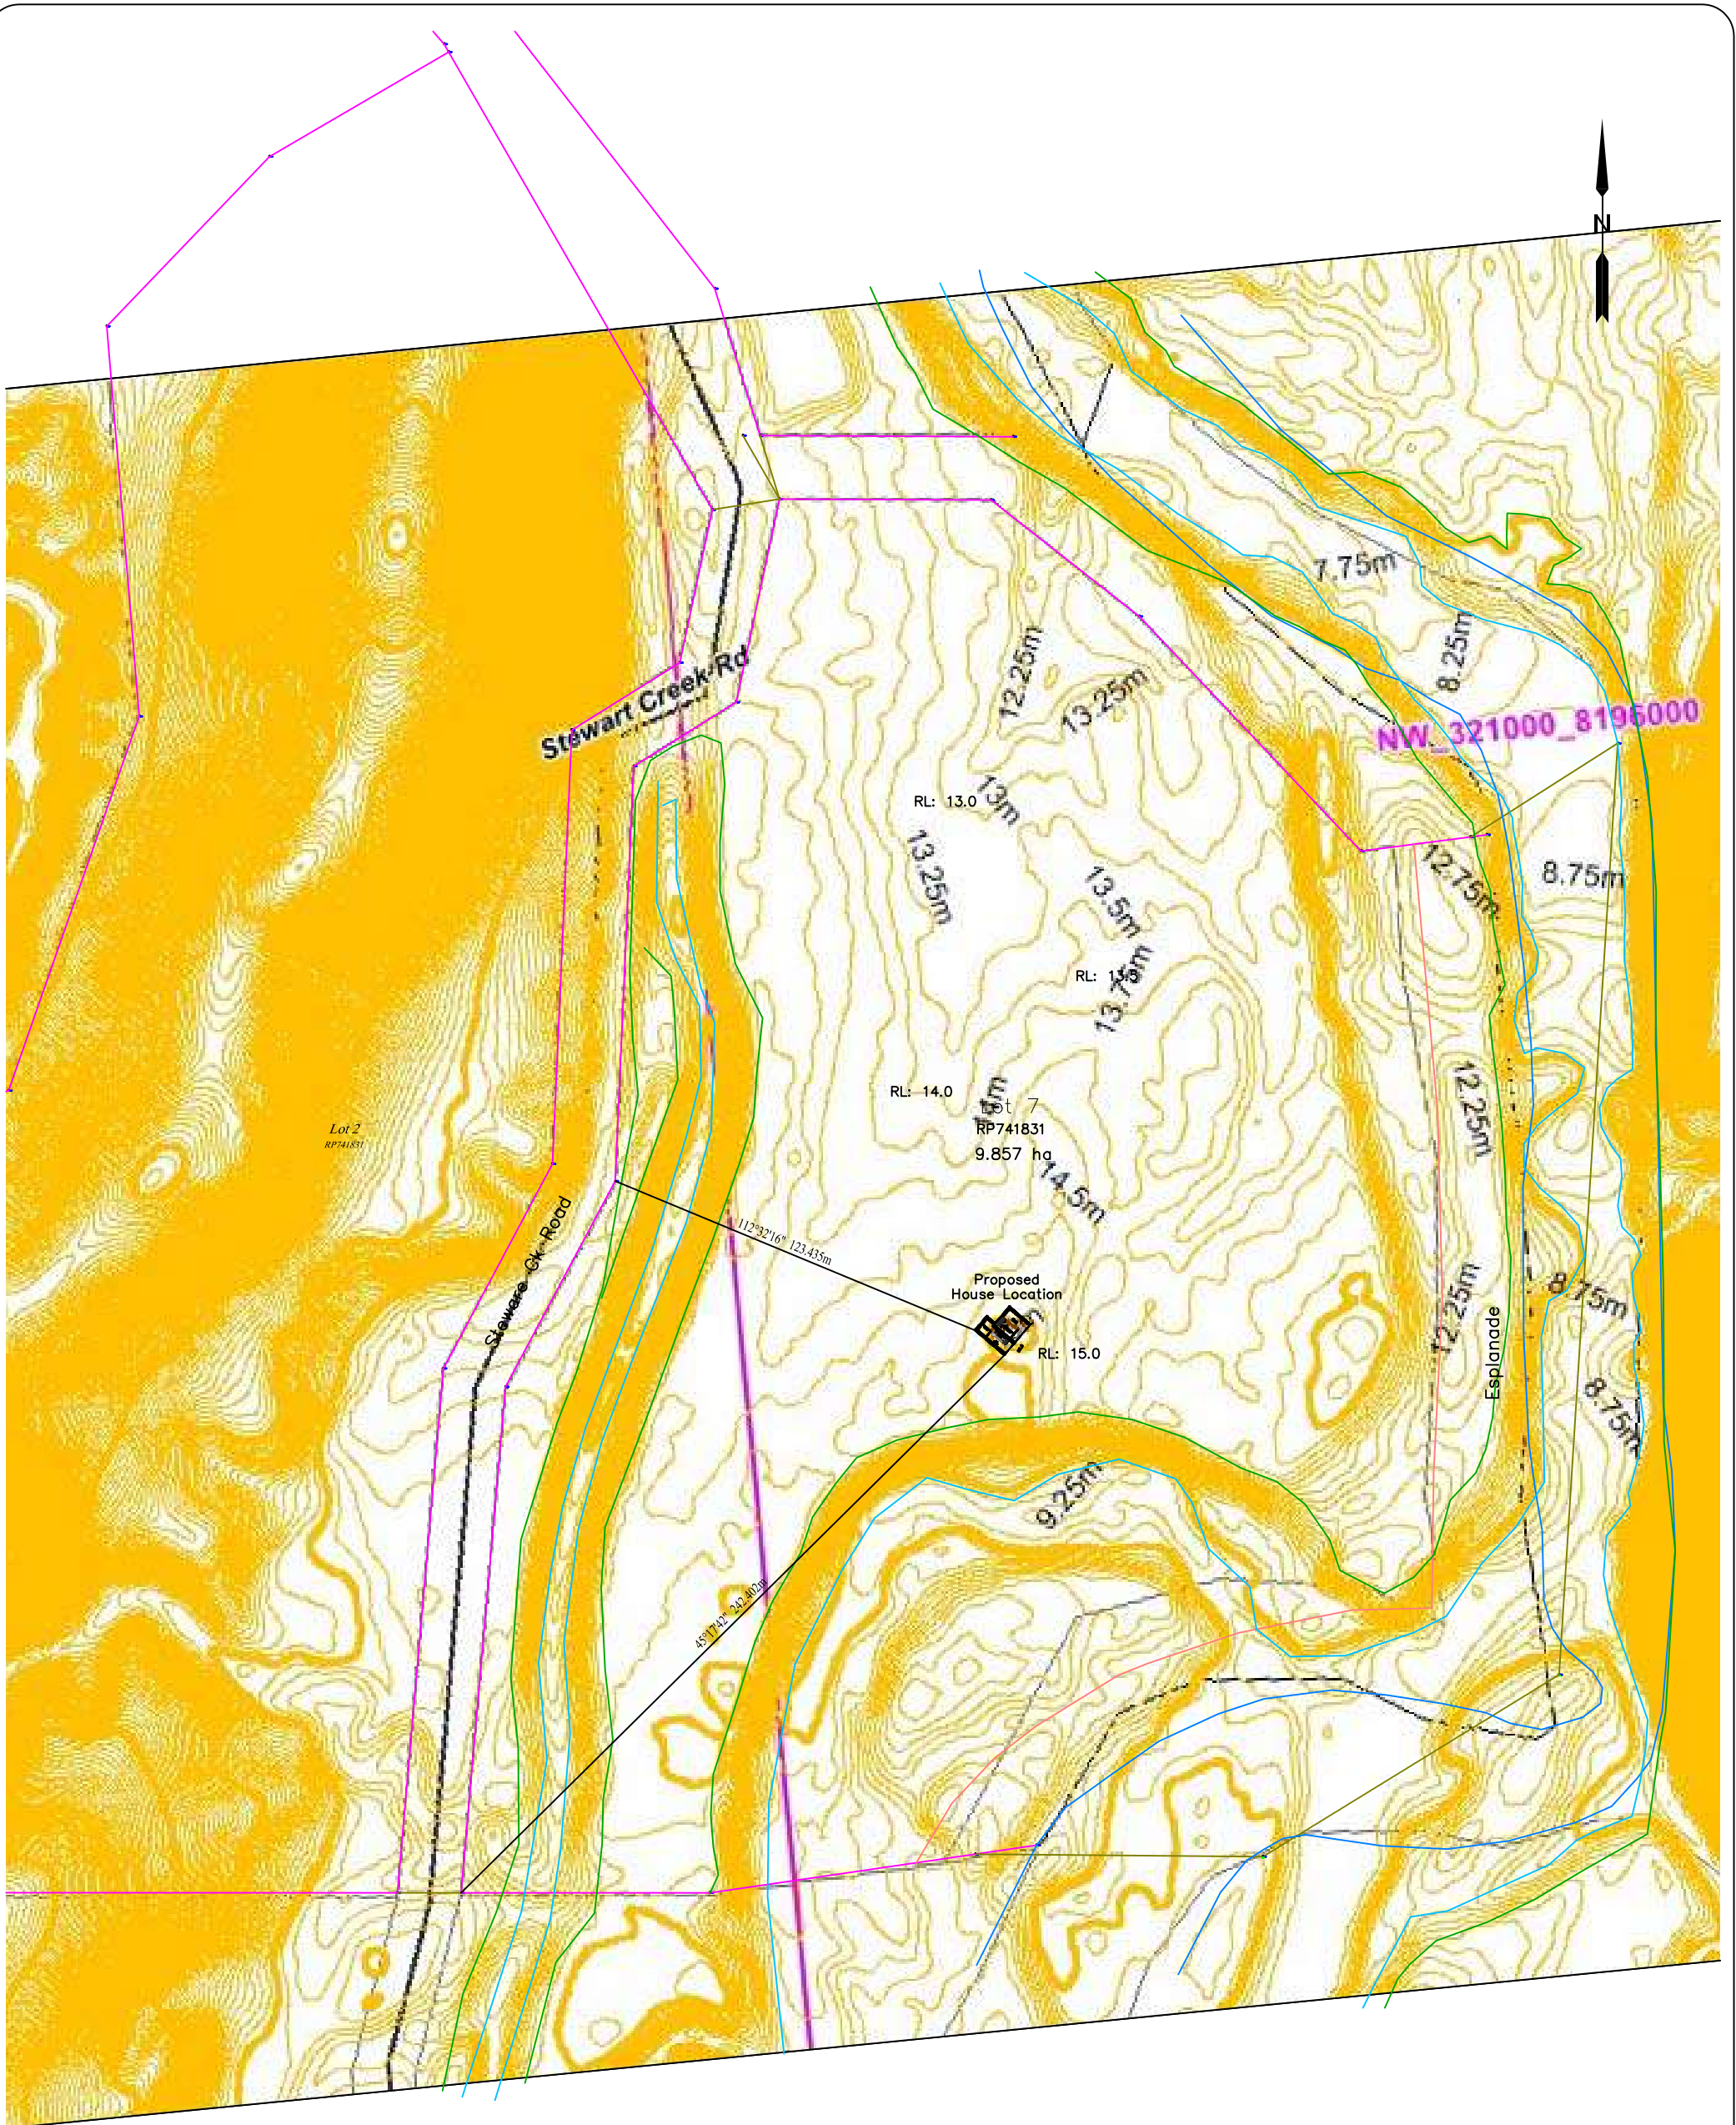 N
7.75m
8.25m
Stewart Creek Rd
12.25m
13.25m
NW_321000_8196000
RL: 13.0
13m
13.25m
13.5m
12.75m
8.75m
RL: 13.5
13.75m
RL: 14.0
14m
Lot 7
RP741831
9.857 ha
12.25m
Lot 2
RP741831
14.5m
112°32'16" 123.435m
Steware Ck Road
Proposed
House Location
RL: 15.0
12.25m
Esplanade
8.75m
8.75m
9.25m
45°17'42" 242.402m